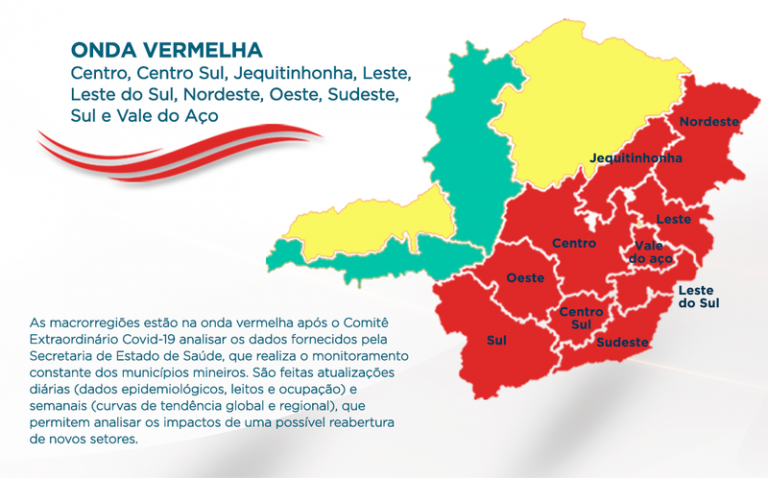 ONDA VERMELHA
Centro, Centro Sul, Jequitinhonha, Leste,
Leste do Sul, Nordeste, Oeste, Sudeste,
Sul e Vale do Aço
Nordeste
Jequitinhonha
Leste
Centro
Vale
do aço
Oeste
Leste
do Sul
Centro
Sul
Sul
Sudeste
As macrorregiões estão na onda vermelha após o Comitê
Extraordinário Covid-19 analisar os dados fornecidos pela
Secretaria de Estado de Saúde, que realiza o monitoramento
constante dos municípios mineiros. São feitas atualizações
diárias (dados epidemiológicos, leitos e ocupação) e
semanais (curvas de tendência global e regional), que
permitem analisar os impactos de uma possível reabertura
de novos setores.